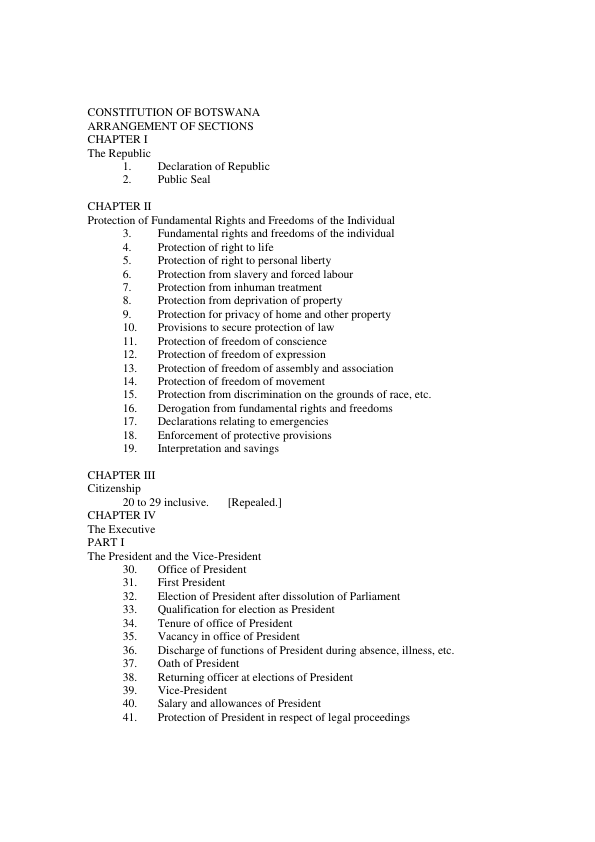 CONSTITUTION OF BOTSWANA
ARRANGEMENT OF SECTIONS
CHAPTER I
The Republic
1. Declaration of Republic
2. Public Seal
CHAPTER II
Protection of Fundamental Rights and Freedoms of the Individual
3. Fundamental rights and freedoms of the individual
4. Protection of right to life
5. Protection of right to personal liberty
6. Protection from slavery and forced labour
7. Protection from inhuman treatment
8. Protection from deprivation of property
9. Protection for privacy of home and other property
10. Provisions to secure protection of law
11. Protection of freedom of conscience
12. Protection of freedom of expression
13. Protection of freedom of assembly and association
14. Protection of freedom of movement
15. Protection from discrimination on the grounds of race, etc.
16. Derogation from fundamental rights and freedoms
17. Declarations relating to emergencies
18. Enforcement of protective provisions
19. Interpretation and savings
CHAPTER III
Citizenship
20 to 29 inclusive. [Repealed.]
CHAPTER IV
The Executive
PART I
The President and the Vice-President
30. Office of President
31. First President
32. Election of President after dissolution of Parliament
33. Qualification for election as President
34. Tenure of office of President
35. Vacancy in office of President
36. Discharge of functions of President during absence, illness, etc.
37. Oath of President
38. Returning officer at elections of President
39. Vice-President
40. Salary and allowances of President
41. Protection of President in respect of legal proceedings